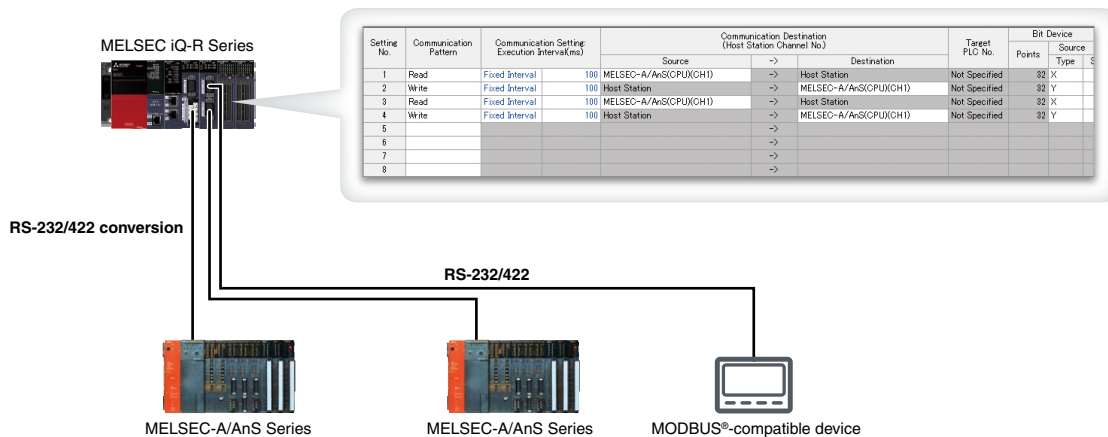 MELSEC iQ-R Series
Setting No. Communication Pattern Communication Setting: Execution Interval(ms) Communication Destination (Host Station Channel No.) Target PLC No. Bit Device
Source -> Destination Points Source
Type S
1 Read Fixed Interval 100 MELSEC-A/AnS(CPU)(CH1) -> Host Station Not Specified 32 X
2 Write Fixed Interval 100 Host Station -> MELSEC-A/AnS(CPU)(CH1) Not Specified 32 Y
3 Read Fixed Interval 100 MELSEC-A/AnS(CPU)(CH1) -> Host Station Not Specified 32 X
4 Write Fixed Interval 100 Host Station -> MELSEC-A/AnS(CPU)(CH1) Not Specified 32 Y
5 ->
6 ->
7 ->
8 ->
RS-232/422 conversion
RS-232/422
MELSEC-A/AnS Series
MELSEC-A/AnS Series
MODBUS®-compatible device